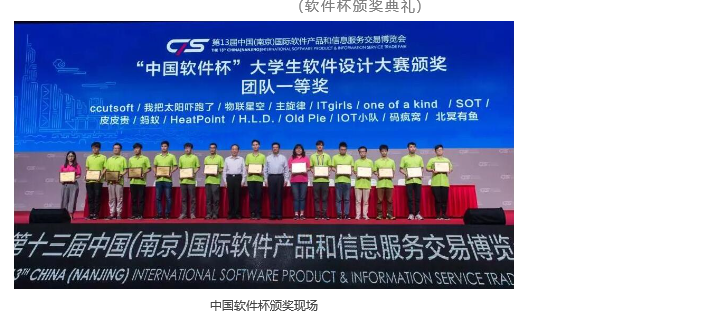 (软件杯颁奖典礼)
CIS 第13届中国(南京)国际软件产品和信息服务交易博览会
THE 13th CHINA(NANJING)INTERNATIONAL SOFTWARE PRODUCT & INFORMATION SERVICE TRADE FAIR
“中国软件杯”大学生软件设计大赛颁奖
团队一等奖
ccutsoft / 我把太阳吓跑了 / 物联星空 / 主旋律 / ITgirls / one of a kind / SOT /
皮皮贵 / 蚂蚁 / HeatPoint / H.L.D. / Old Pie / IOT小队 / 码疯窝 / 北冥有鱼
第十三届中国(南京)国际软件产品和信息服务交易博览
13TH CHINA (NANJING) INTERNATIONAL SOFTWARE PRODUCT & INFORMATION SERVICE TRAD
中国软件杯颁奖现场